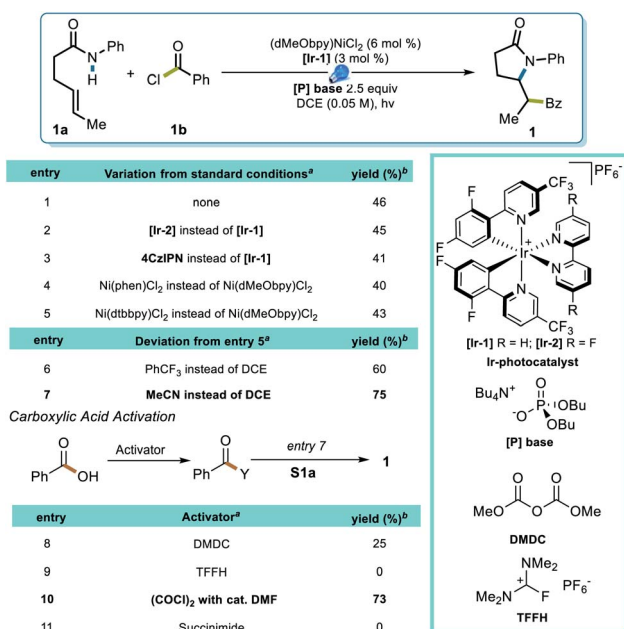 O
N
Ph
H
Me
1a
+
O
Cl
Ph
1b
(dMeObpy)NiCl2 (6 mol %)
[Ir-1] (3 mol %)
[P] base 2.5 equiv
DCE (0.05 M), hv
O
N
Ph
Me
Bz
1
entry Variation from standard conditionsa yield (%)b
1 none 46
2 [Ir-2] instead of [Ir-1] 45
3 4CzIPN instead of [Ir-1] 41
4 Ni(phen)Cl2 instead of Ni(dMeObpy)Cl2 40
5 Ni(dtbbpy)Cl2 instead of Ni(dMeObpy)Cl2 43
entry Deviation from entry 5a yield (%)b
6 PhCF3 instead of DCE 60
7 MeCN instead of DCE 75
Carboxylic Acid Activation
O
Ph
OH
Activator
O
Ph
Y
entry 7
S1a
1
entry Activatora yield (%)b
8 DMDC 25
9 TFFH 0
10 (COCl)2 with cat. DMF 73
11 Succinimide 0
PF6-
CF3
F
R
N
N
F
Ir+
F
N
N
R
F
CF3
[Ir-1] R = H; [Ir-2] R = F
Ir-photocatalyst
Bu4N+
O
-O
P
OBu
OBu
[P] base
O
O
MeO
O
OMe
DMDC
NMe2
+
Me2N
F
PF6-
TFFH